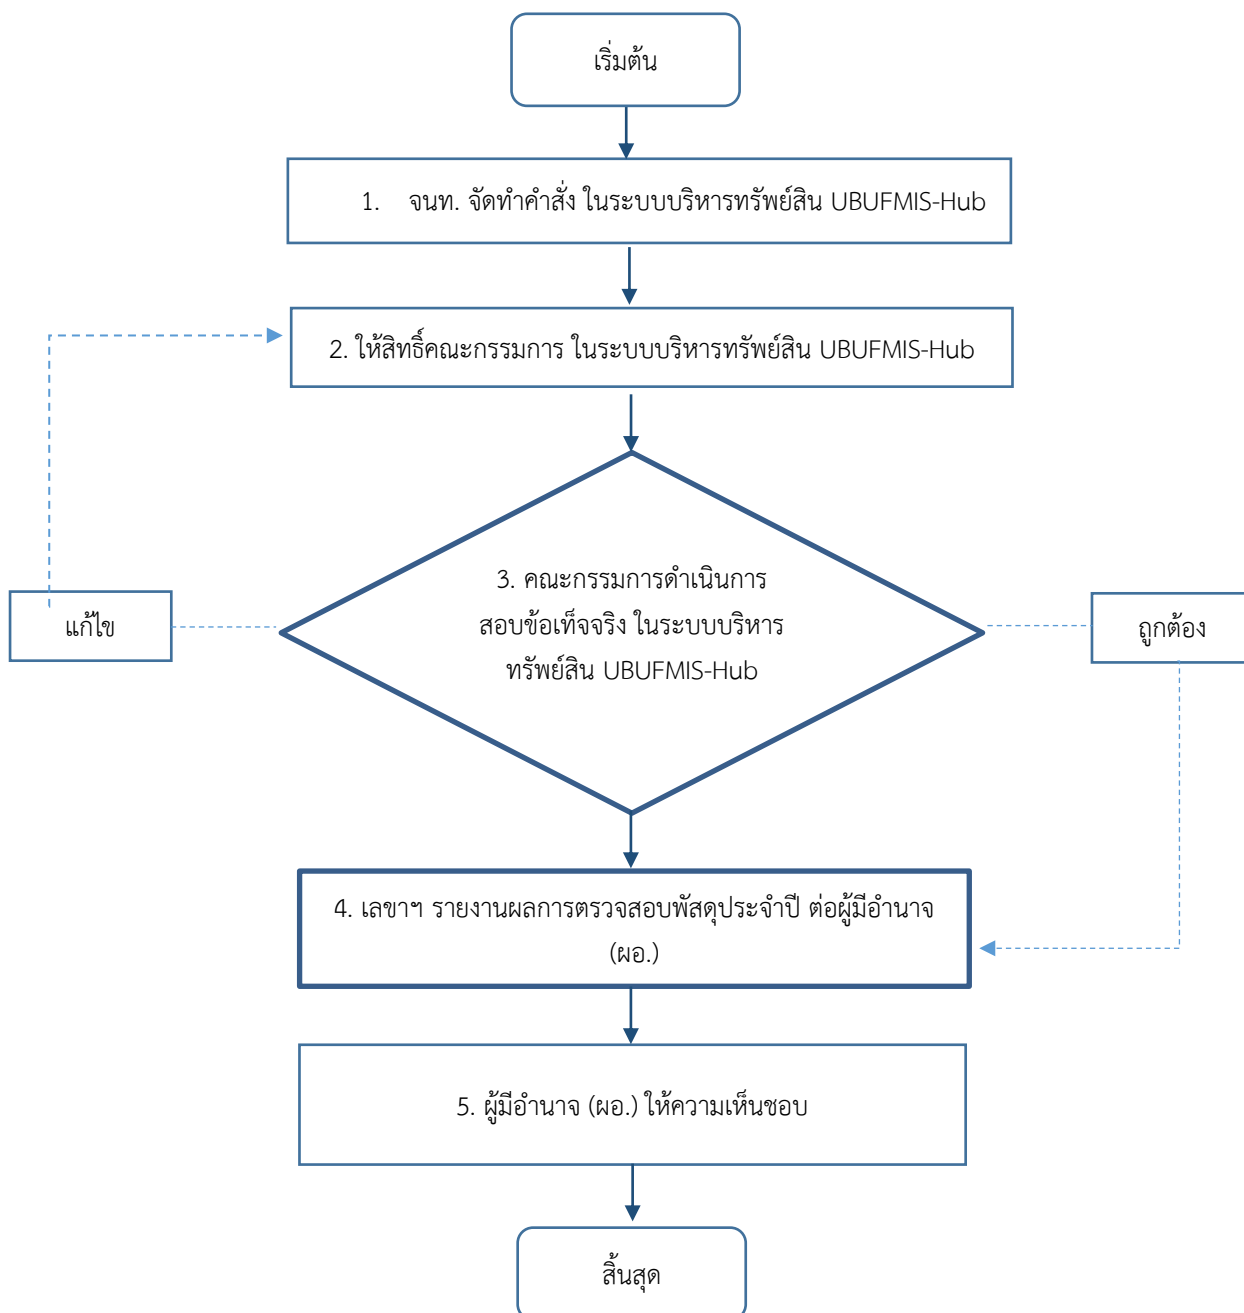 เริ่มต้น
1. จนท. จัดทำคำสั่ง ในระบบบริหารทรัพย์สิน UBUFMIS-Hub
2. ให้สิทธิ์คณะกรรมการ ในระบบบริหารทรัพย์สิน UBUFMIS-Hub
3. คณะกรรมการดำเนินการ
สอบข้อเท็จจริง ในระบบบริหาร
ทรัพย์สิน UBUFMIS-Hub
แก้ไข
ถูกต้อง
4. เลขาฯ รายงานผลการตรวจสอบพัสดุประจำปี ต่อผู้มีอำนาจ
(ผอ.)
5. ผู้มีอำนาจ (ผอ.) ให้ความเห็นชอบ
สิ้นสุด